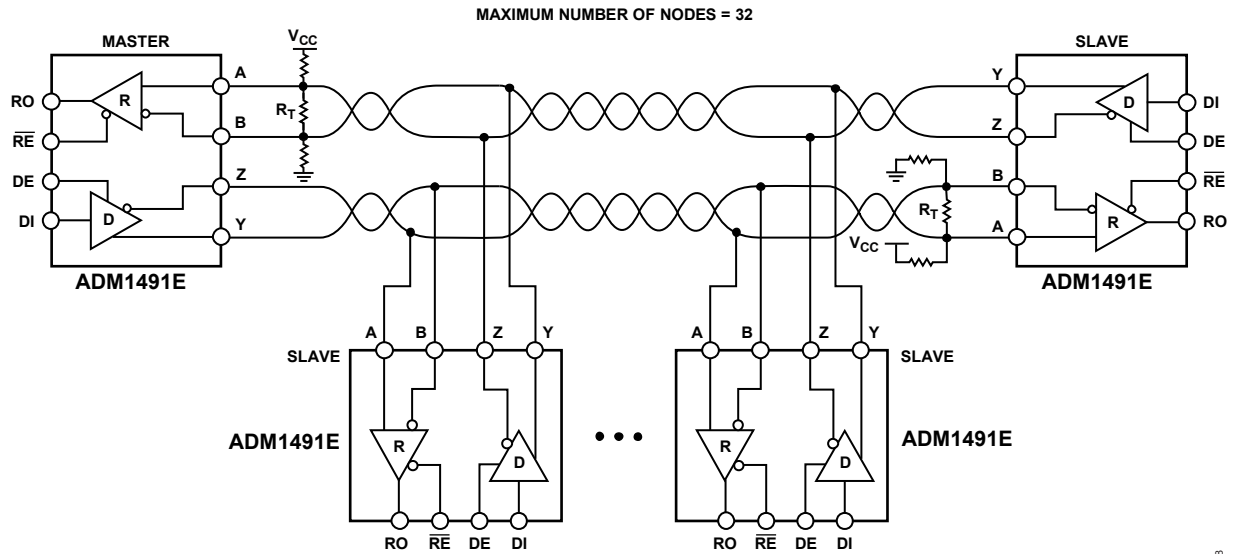 MAXIMUM NUMBER OF NODES = 32
MASTER
VCC
SLAVE
A
Y
RO
R
RT
D
DI
RE
B
Z
DE
DE
Z
B
RE
DI
D
RT
R
RO
Y
VCC
A
ADM1491E
ADM1491E
A
B
Z
Y
A
B
Z
Y
SLAVE
SLAVE
ADM1491E
R
D
R
D
ADM1491E
RO
RE
DE
DI
RO
RE
DE
DI